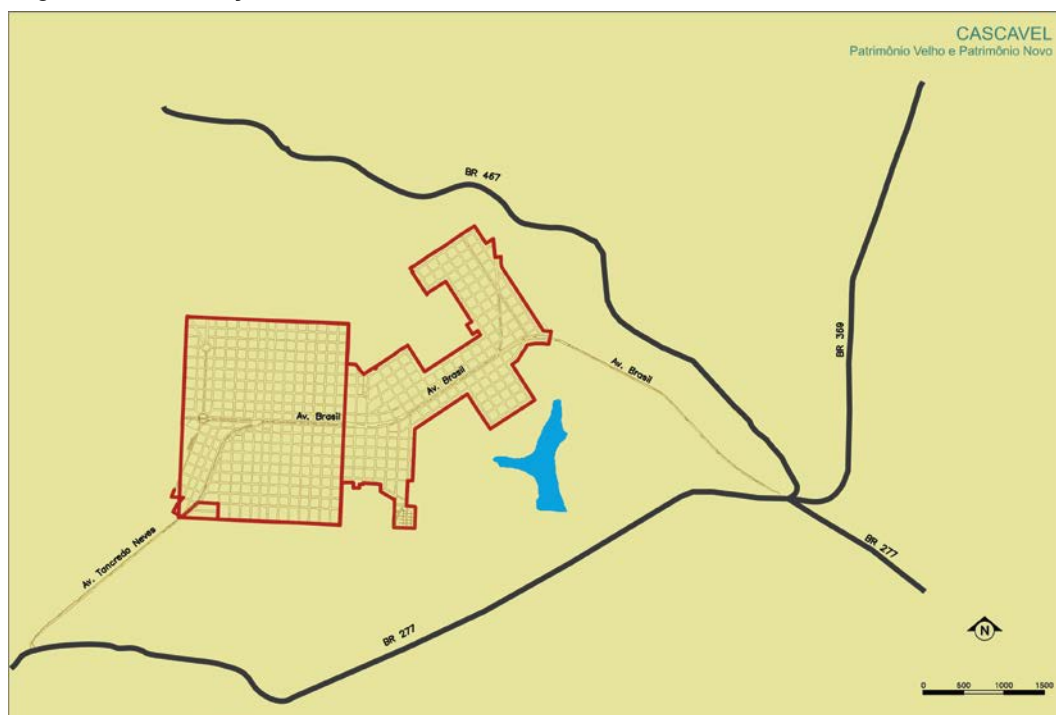 CASCAVEL
Patrimônio Velho e Patrimônio Novo
BR 467
BR 369
Av. Brasil
Av. Brasil
Av. Brasil
Av. Tancredo Neves
BR 277
BR 277
N
0 500 1000 1500